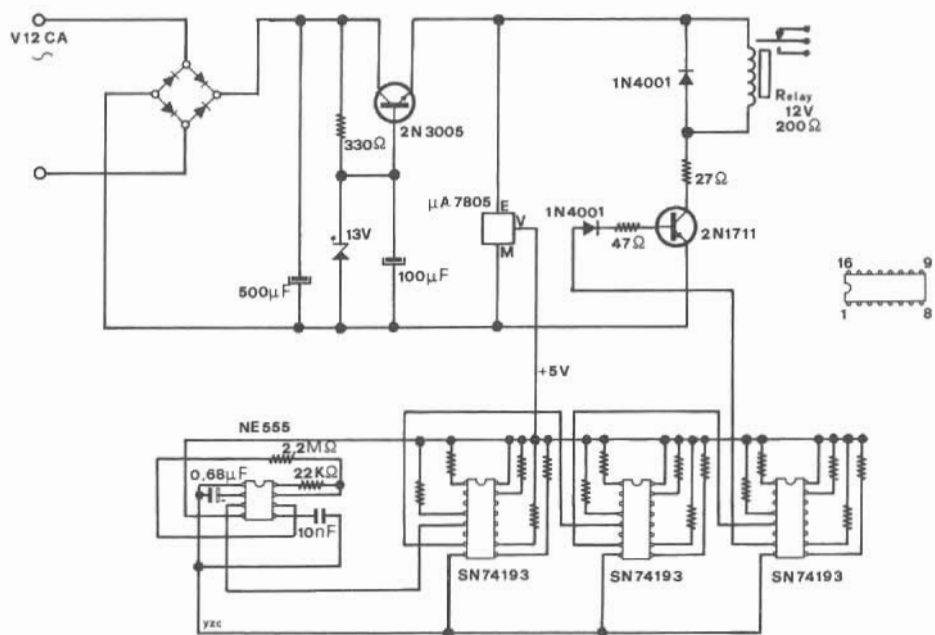 V12 CA
330Ω
2N3005
1N4001
Relay
12V
200Ω
27Ω
µA 7805
E
V
M
1N4001
47Ω
2N1711
13V
500µF
100µF
16
9
1
8
+5V
NE555
2,2MΩ
0,68µF
22KΩ
10nF
SN74193
SN74193
SN74193
yzc